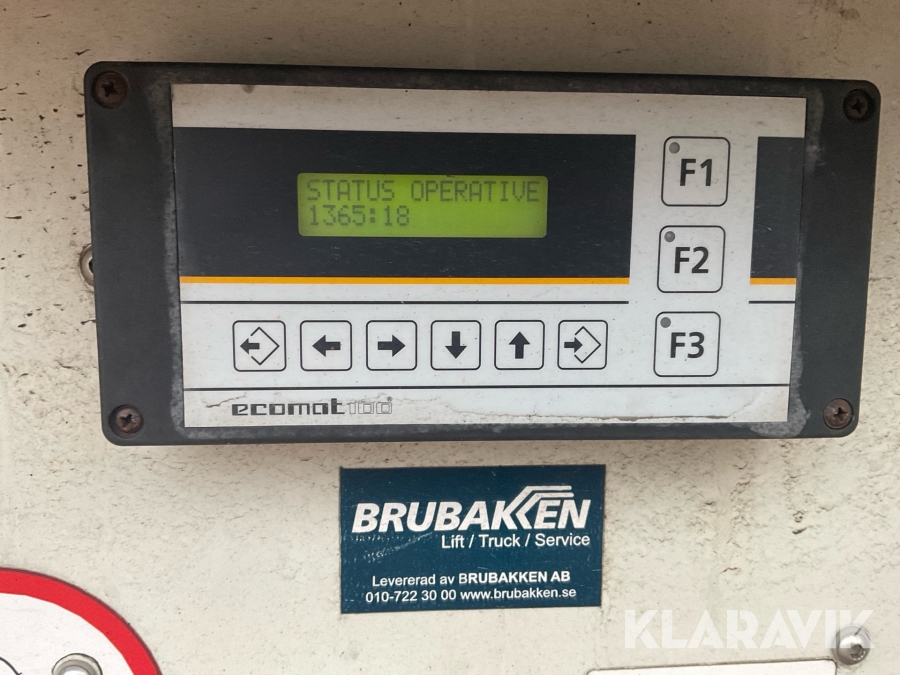 STATUS OPERATIVE
1365:18
F1
F2
F3
ecomat100®
BRUBAKKEN
Lift / Truck / Service
Levererad av BRUBAKKEN AB
010-722 30 00 www.brubakken.se
KLARAVIK